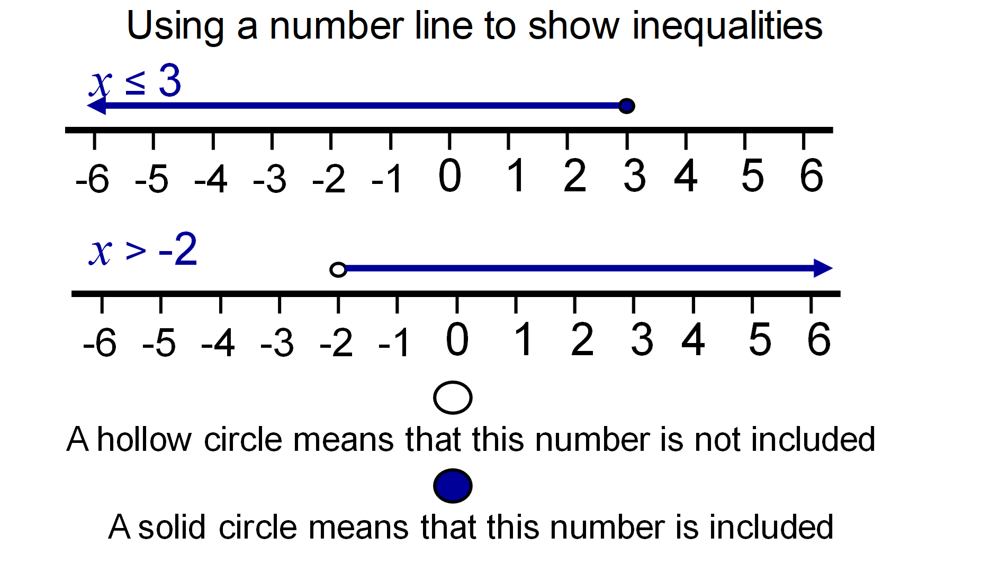 Using a number line to show inequalities
x ≤ 3
-6 -5 -4 -3 -2 -1 0 1 2 3 4 5 6
x > -2
-6 -5 -4 -3 -2 -1 0 1 2 3 4 5 6
A hollow circle means that this number is not included
A solid circle means that this number is included